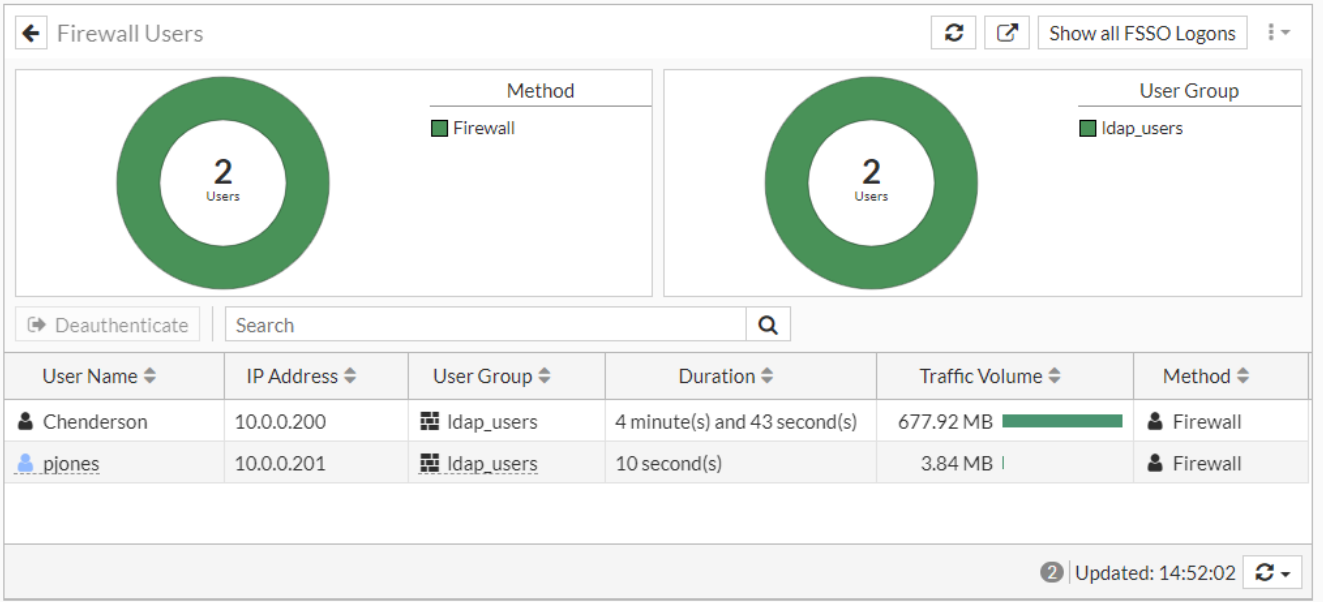 Firewall Users
Show all FSSO Logons
2
Users
Method
Firewall
2
Users
User Group
ldap_users
Deauthenticate
Search
User Name IP Address User Group Duration Traffic Volume Method
Chenderson 10.0.0.200 ldap_users 4 minute(s) and 43 second(s) 677.92 MB Firewall
pjones 10.0.0.201 ldap_users 10 second(s) 3.84 MB Firewall
2 Updated: 14:52:02